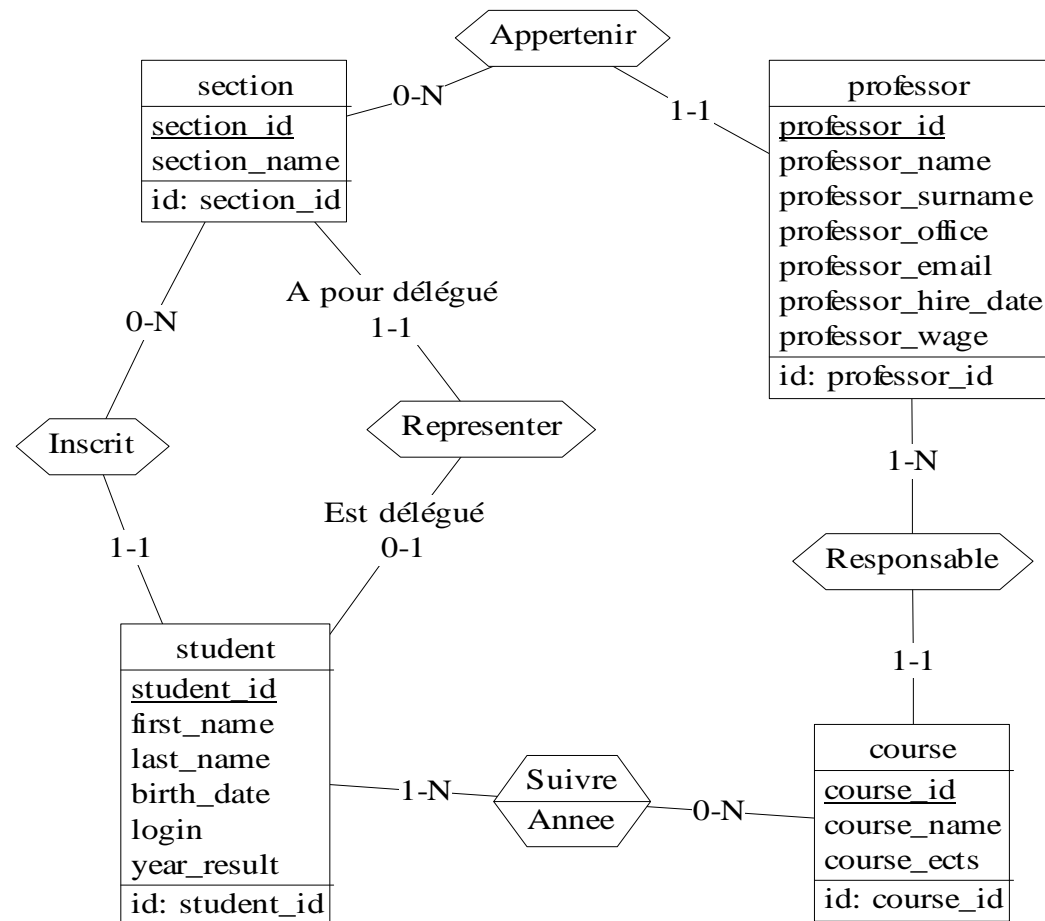 Appertenir
section
section_id
section_name
id: section_id
0-N
1-1
professor
professor_id
professor_name
professor_surname
professor_office
professor_email
professor_hire_date
professor_wage
id: professor_id
A pour délégué
1-1
0-N
Inscrit
Representer
1-N
Est délégué
0-1
1-1
Responsable
1-1
student
student_id
first_name
last_name
birth_date
login
year_result
id: student_id
1-N
Suivre
Annee
0-N
course
course_id
course_name
course_ects
id: course_id